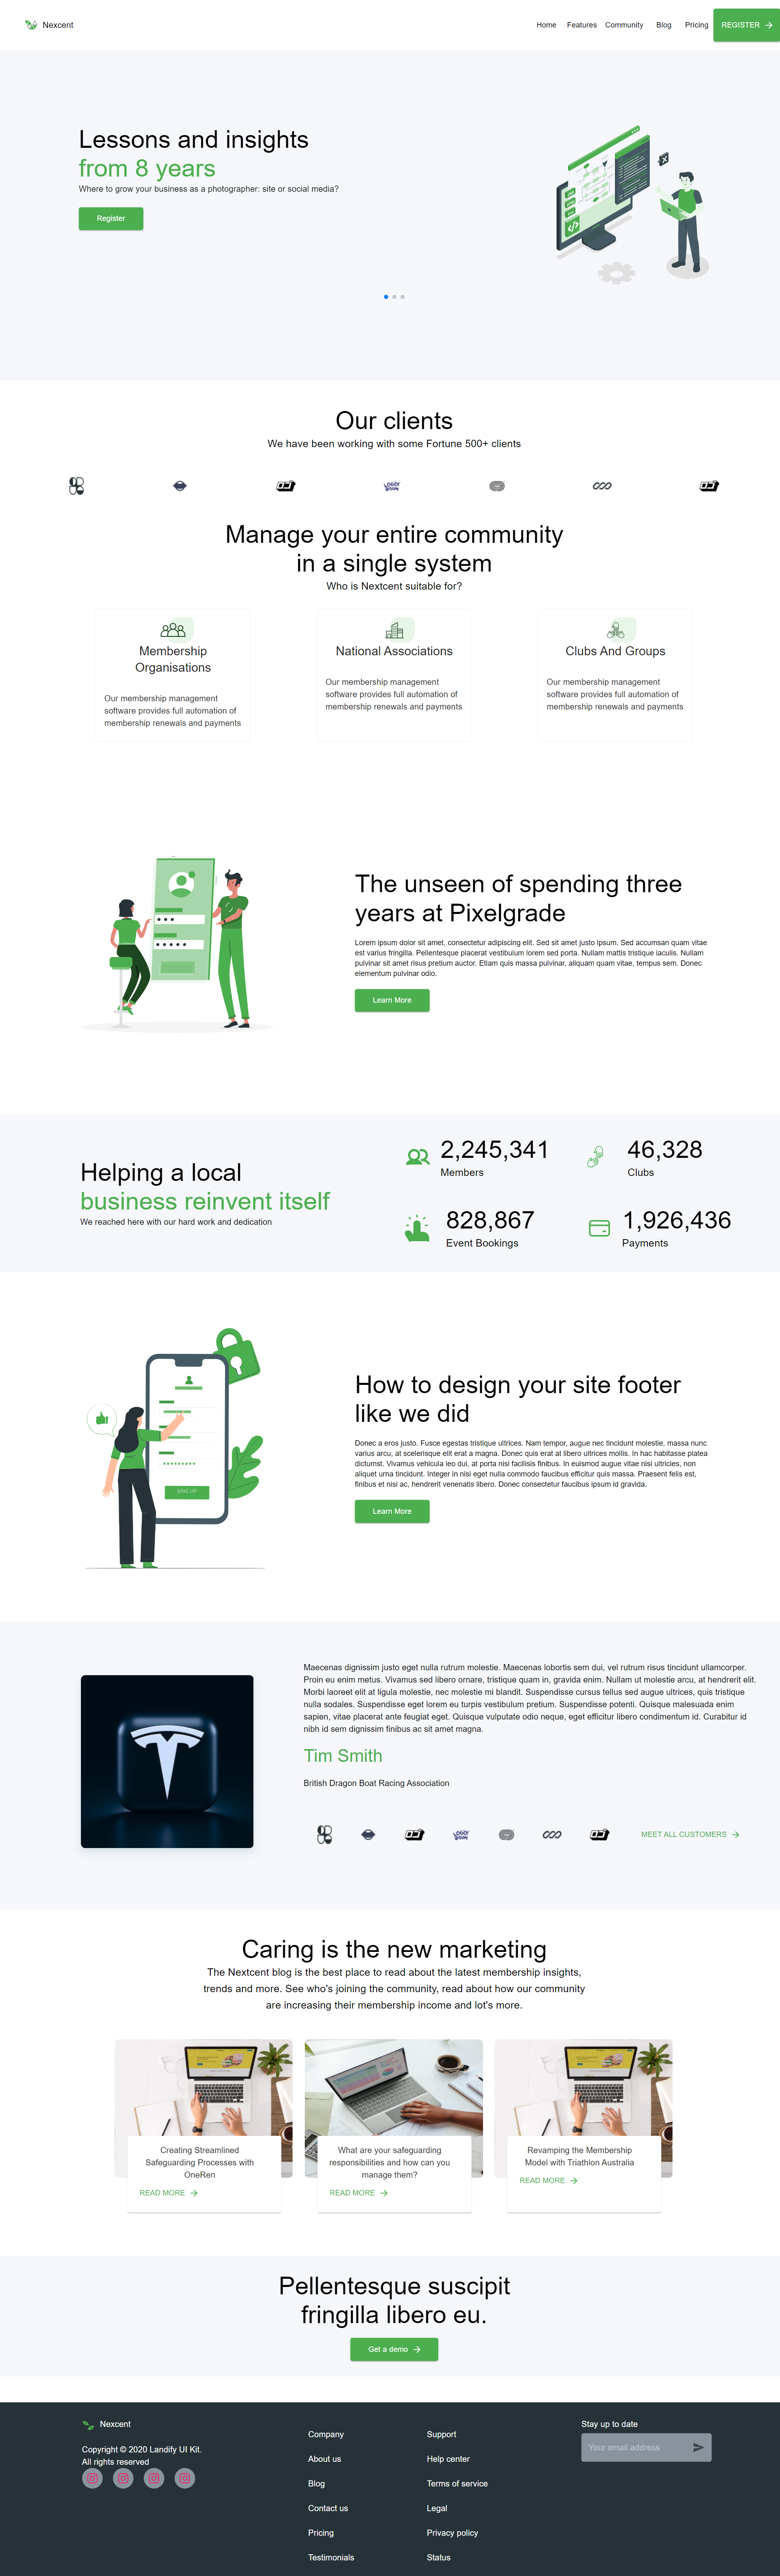 Nexcent
Home Features Community Blog Pricing REGISTER
Lessons and insights
from 8 years
Where to grow your business as a photographer: site or social media?
Register
Our clients
We have been working with some Fortune 500+ clients
Manage your entire community
in a single system
Who is Nextcent suitable for?
Membership
Organisations
Our membership management
software provides full automation of
membership renewals and payments
National Associations
Our membership management
software provides full automation of
membership renewals and payments
Clubs And Groups
Our membership management
software provides full automation of
membership renewals and payments
The unseen of spending three
years at Pixelgrade
Lorem ipsum dolor sit amet, consectetur adipiscing elit. Sed sit amet justo ipsum. Sed accumsan quam vitae
est varius fringilla. Pellentesque placerat vestibulum lorem sed porta. Nullam mattis tristique iaculis. Nullam
pulvinar sit amet risus pretium auctor. Etiam quis massa pulvinar, aliquam quam vitae, tempus sem. Donec
elementum pulvinar odio.
Learn More
Helping a local
business reinvent itself
We reached here with our hard work and dedication
2,245,341
Members
46,328
Clubs
828,867
Event Bookings
1,926,436
Payments
SING UP
How to design your site footer
like we did
Donec a eros justo. Fusce egestas tristique ultrices. Nam tempor, augue nec tincidunt molestie, massa nunc
varius arcu, at scelerisque elit erat a magna. Donec quis erat at libero ultrices mollis. In hac habitasse platea
dictumst. Vivamus vehicula leo dui, at porta nisi facilisis finibus. In euismod augue vitae nisi ultricies, non
aliquet urna tincidunt. Integer in nisi eget nulla commodo faucibus efficitur quis massa. Praesent felis est,
finibus et nisi ac, hendrerit venenatis libero. Donec consectetur faucibus ipsum id gravida.
Learn More
Maecenas dignissim justo eget nulla rutrum molestie. Maecenas lobortis sem dui, vel rutrum risus tincidunt ullamcorper.
Proin eu enim metus. Vivamus sed libero ornare, tristique quam in, gravida enim. Nullam ut molestie arcu, at hendrerit elit.
Morbi laoreet elit at ligula molestie, nec molestie mi blandit. Suspendisse cursus tellus sed augue ultrices, quis tristique
nulla sodales. Suspendisse eget lorem eu turpis vestibulum pretium. Suspendisse potenti. Quisque malesuada enim
sapien, vitae placerat ante feugiat eget. Quisque vulputate odio neque, eget efficitur libero condimentum id. Curabitur id
nibh id sem dignissim finibus ac sit amet magna.
Tim Smith
British Dragon Boat Racing Association
MEET ALL CUSTOMERS
Caring is the new marketing
The Nextcent blog is the best place to read about the latest membership insights,
trends and more. See who's joining the community, read about how our community
are increasing their membership income and lot's more.
Creating Streamlined
Safeguarding Processes with
OneRen
READ MORE
What are your safeguarding
responsibilities and how can you
manage them?
READ MORE
Revamping the Membership
Model with Triathlon Australia
READ MORE
Pellentesque suscipit
fringilla libero eu.
Get a demo
Nexcent
Copyright © 2020 Landify UI Kit.
All rights reserved
Company
About us
Blog
Contact us
Pricing
Testimonials
Support
Help center
Terms of service
Legal
Privacy policy
Status
Stay up to date
Your email address